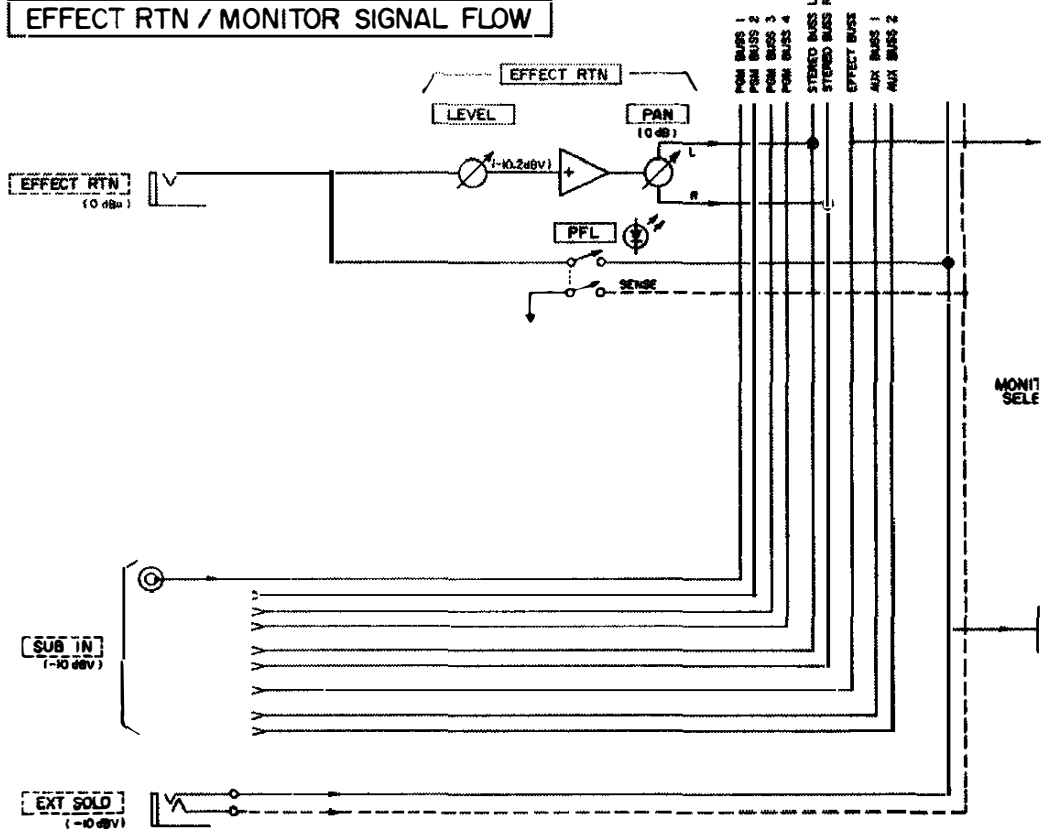 EFFECT RTN / MONITOR SIGNAL FLOW
PGM BUSS 1
PGM BUSS 2
PGM BUSS 3
PGM BUSS 4
STEREO BUSS L
STEREO BUSS R
EFFECT BUSS
AUX BUSS 1
AUX BUSS 2
EFFECT RTN
LEVEL
PAN
(0 dB)
(-10.2dBV)
L
EFFECT RTN
(0 dBu)
+
R
PFL
SENSE
MONIT
SELE
SUB IN
(-10 dBV)
EXT SOLO
(-10 dBV)